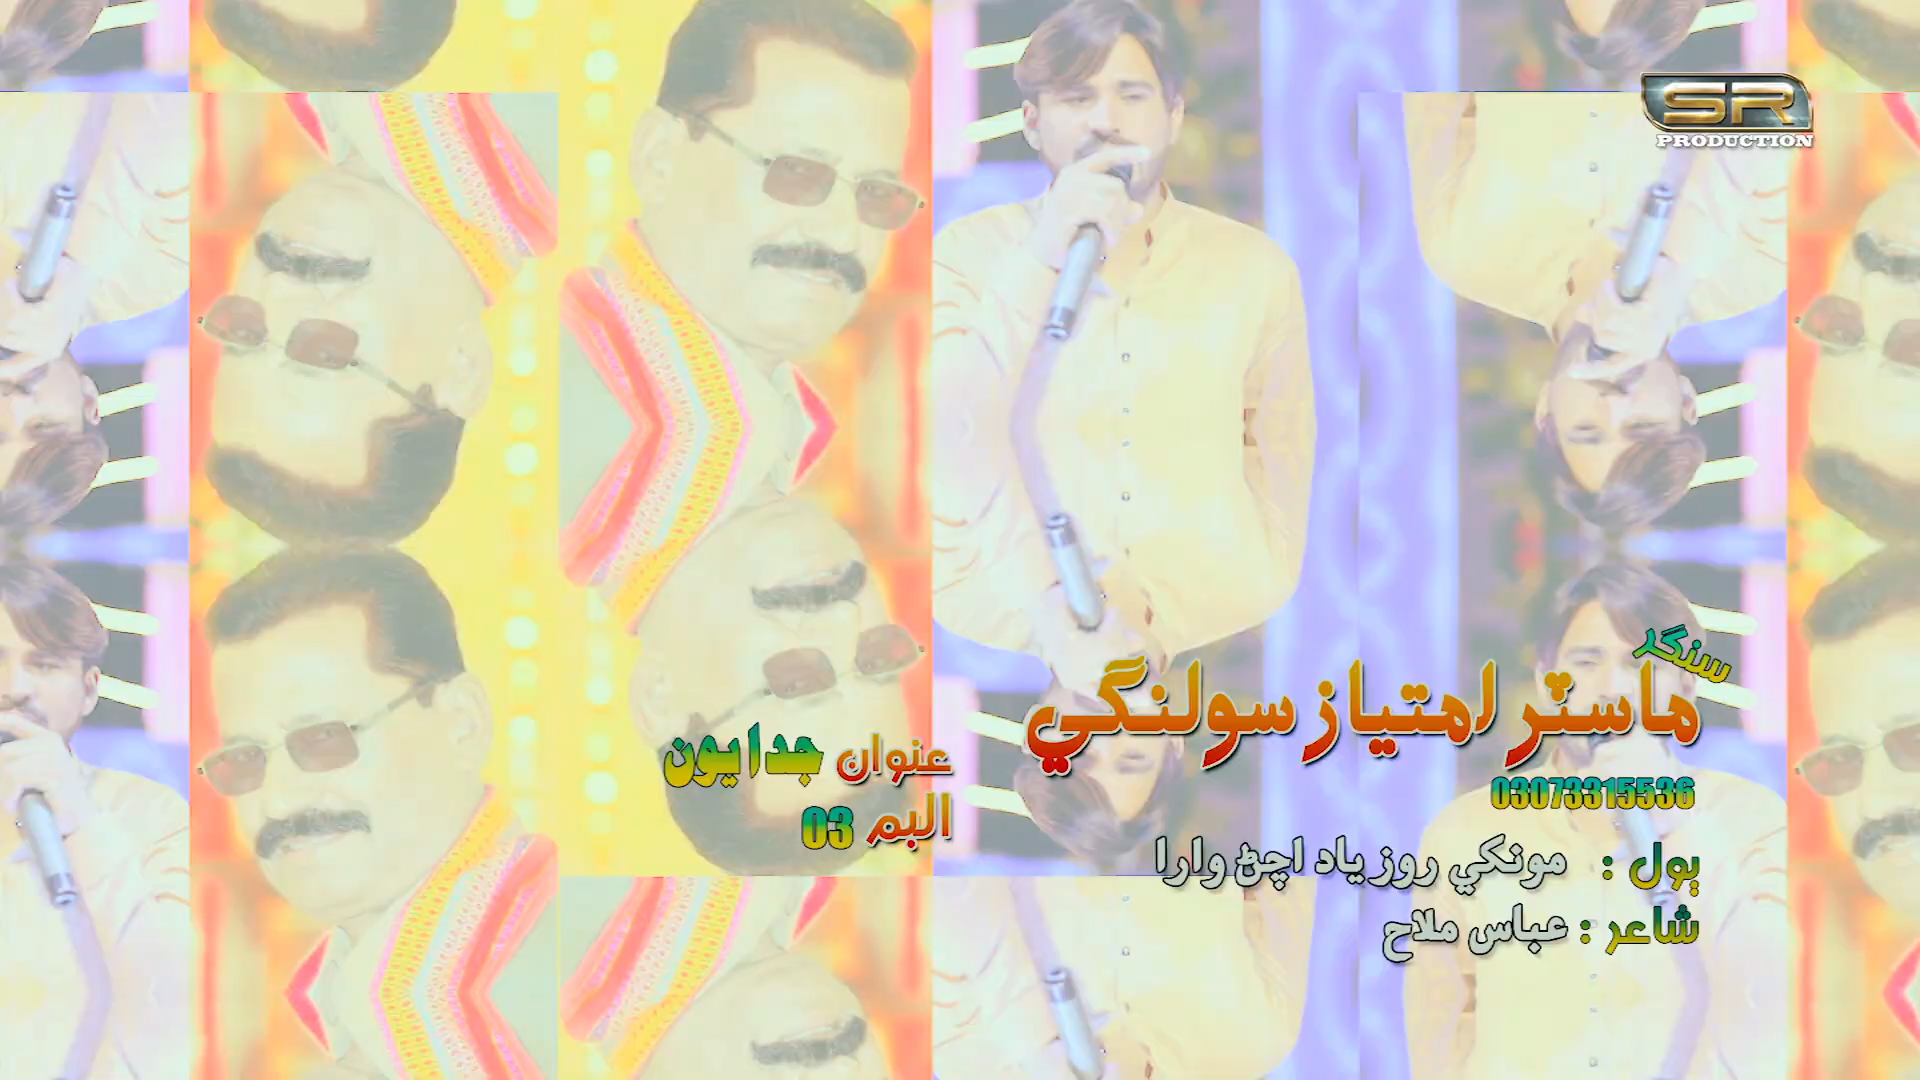 SR
PRODUCTION
سنگر
ماسٽر امتياز سولنگي
03073315536
عنوان جدايون
البم 03
ٻول : مونکي روز ياد اچڻ وارا
شاعر : عباس ملاح